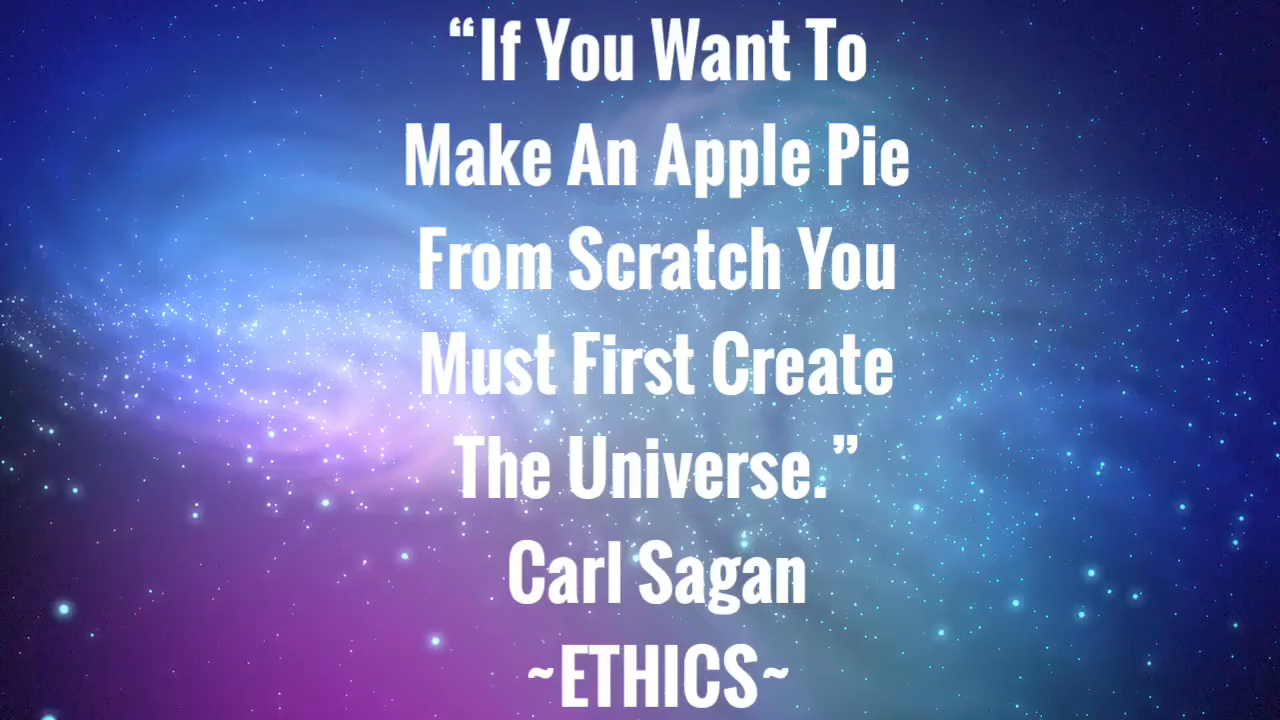 “If You Want To
Make An Apple Pie
From Scratch You
Must First Create
The Universe.”
Carl Sagan
~ETHICS~